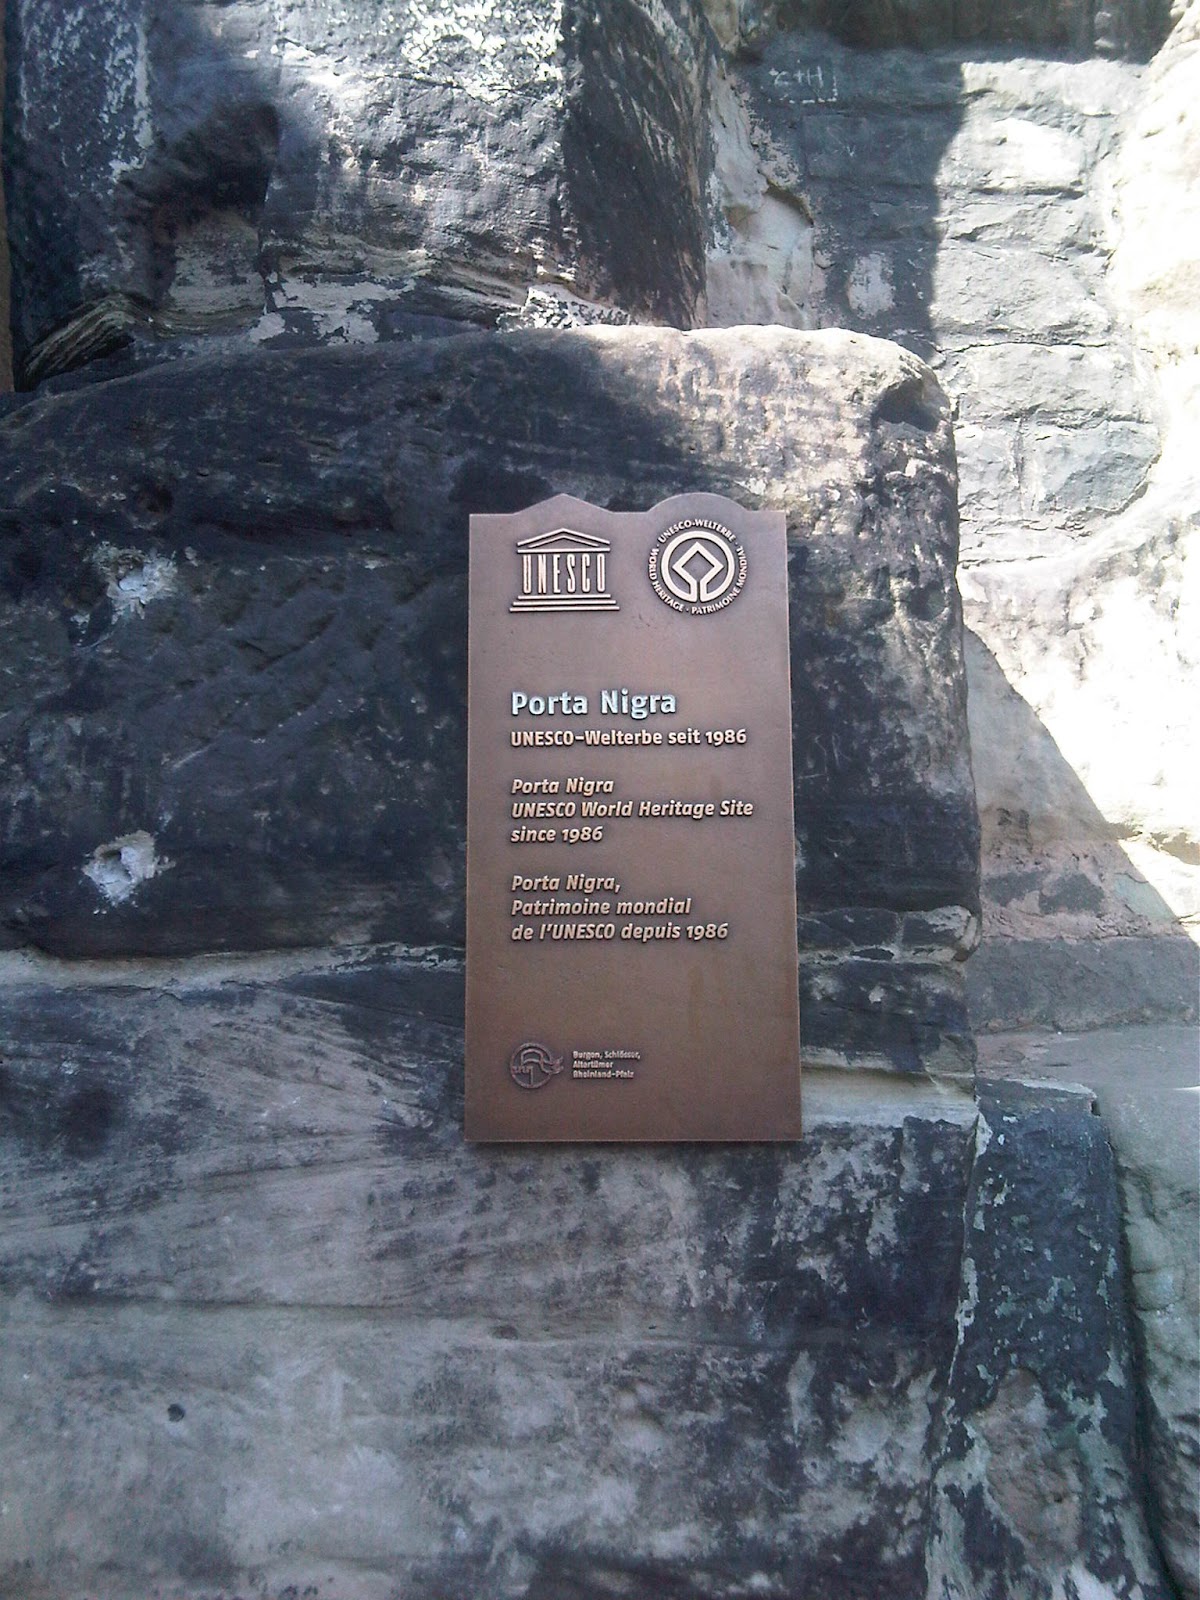 UNESCO
UNESCO-WELTERBE · WORLD HERITAGE · PATRIMOINE MONDIAL
Porta Nigra
UNESCO-Welterbe seit 1986
Porta Nigra
UNESCO World Heritage Site
since 1986
Porta Nigra,
Patrimoine mondial
de l'UNESCO depuis 1986
Burgen, Schlösser,
Altertümer
Rheinland-Pfalz